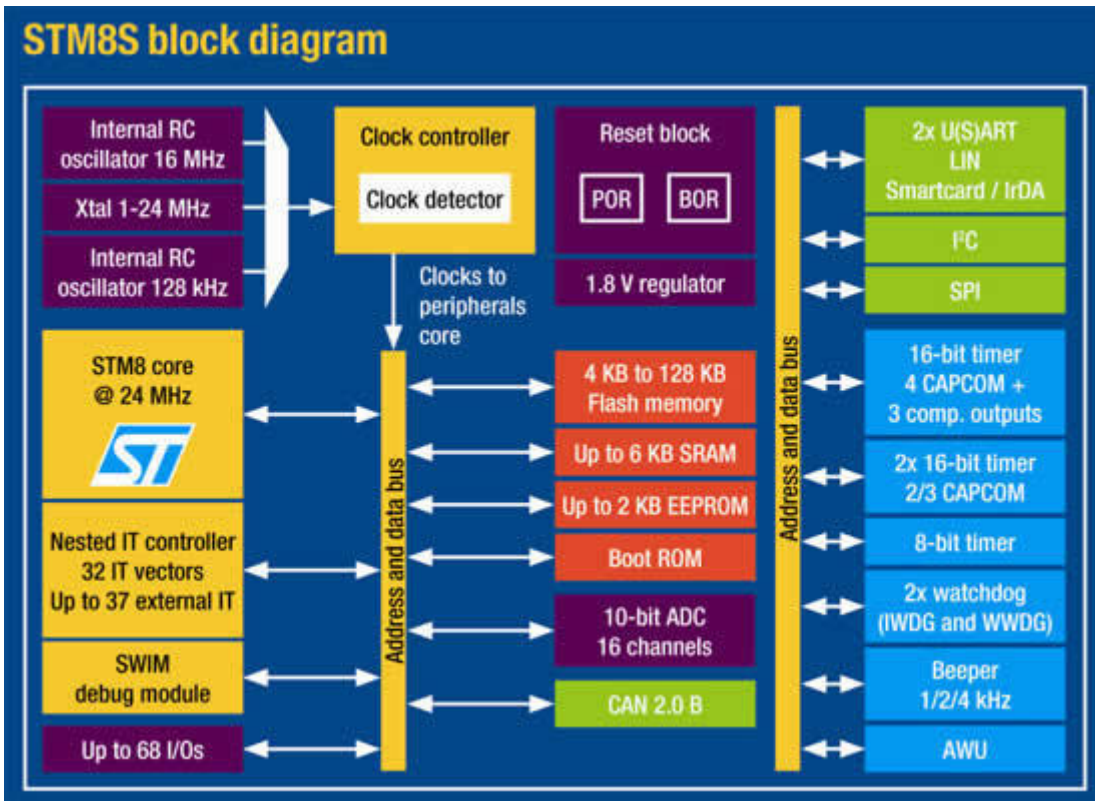 STM8S block diagram
Internal RC
oscillator 16 MHz
Xtal 1-24 MHz
Internal RC
oscillator 128 kHz
Clock controller
Clock detector
Clocks to
peripherals
core
Reset block
POR
BOR
1.8 V regulator
STM8 core
@ 24 MHz
ST
Nested IT controller
32 IT vectors
Up to 37 external IT
SWIM
debug module
Up to 68 I/Os
Address and data bus
4 KB to 128 KB
Flash memory
Up to 6 KB SRAM
Up to 2 KB EEPROM
Boot ROM
10-bit ADC
16 channels
CAN 2.0 B
Address and data bus
2x U(S)ART
LIN
Smartcard / IrDA
I²C
SPI
16-bit timer
4 CAPCOM +
3 comp. outputs
2x 16-bit timer
2/3 CAPCOM
8-bit timer
2x watchdog
(IWDG and WWDG)
Beeper
1/2/4 kHz
AWU